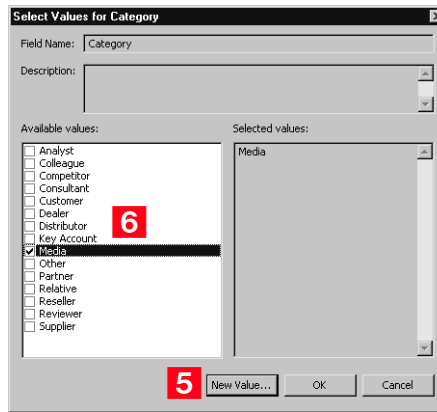 Select Values for Category
Field Name: Category
Description:
Available values:
Selected values:
Analyst
Colleague
Competitor
Consultant
Customer
Dealer
Distributor
Key Account
Media
Other
Partner
Relative
Reseller
Reviewer
Supplier
Media
6
5
New Value... OK Cancel